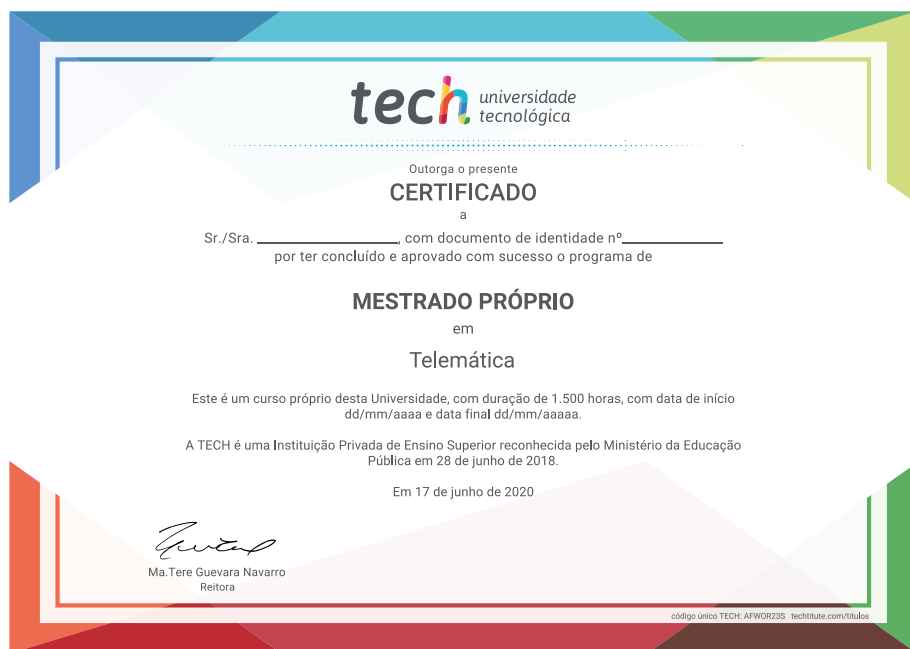 tech universidade
tecnológica
Outorga o presente
CERTIFICADO
a
Sr./Sra. ____________________, com documento de identidade nº______________
por ter concluído e aprovado com sucesso o programa de
MESTRADO PRÓPRIO
em
Telemática
Este é um curso próprio desta Universidade, com duração de 1.500 horas, com data de início
dd/mm/aaaa e data final dd/mm/aaaaa.
A TECH é uma Instituição Privada de Ensino Superior reconhecida pelo Ministério da Educação
Pública em 28 de junho de 2018.
Em 17 de junho de 2020
Ma.Tere Guevara Navarro
Reitora
código único TECH: AFWOR23S techtitute.com/titulos